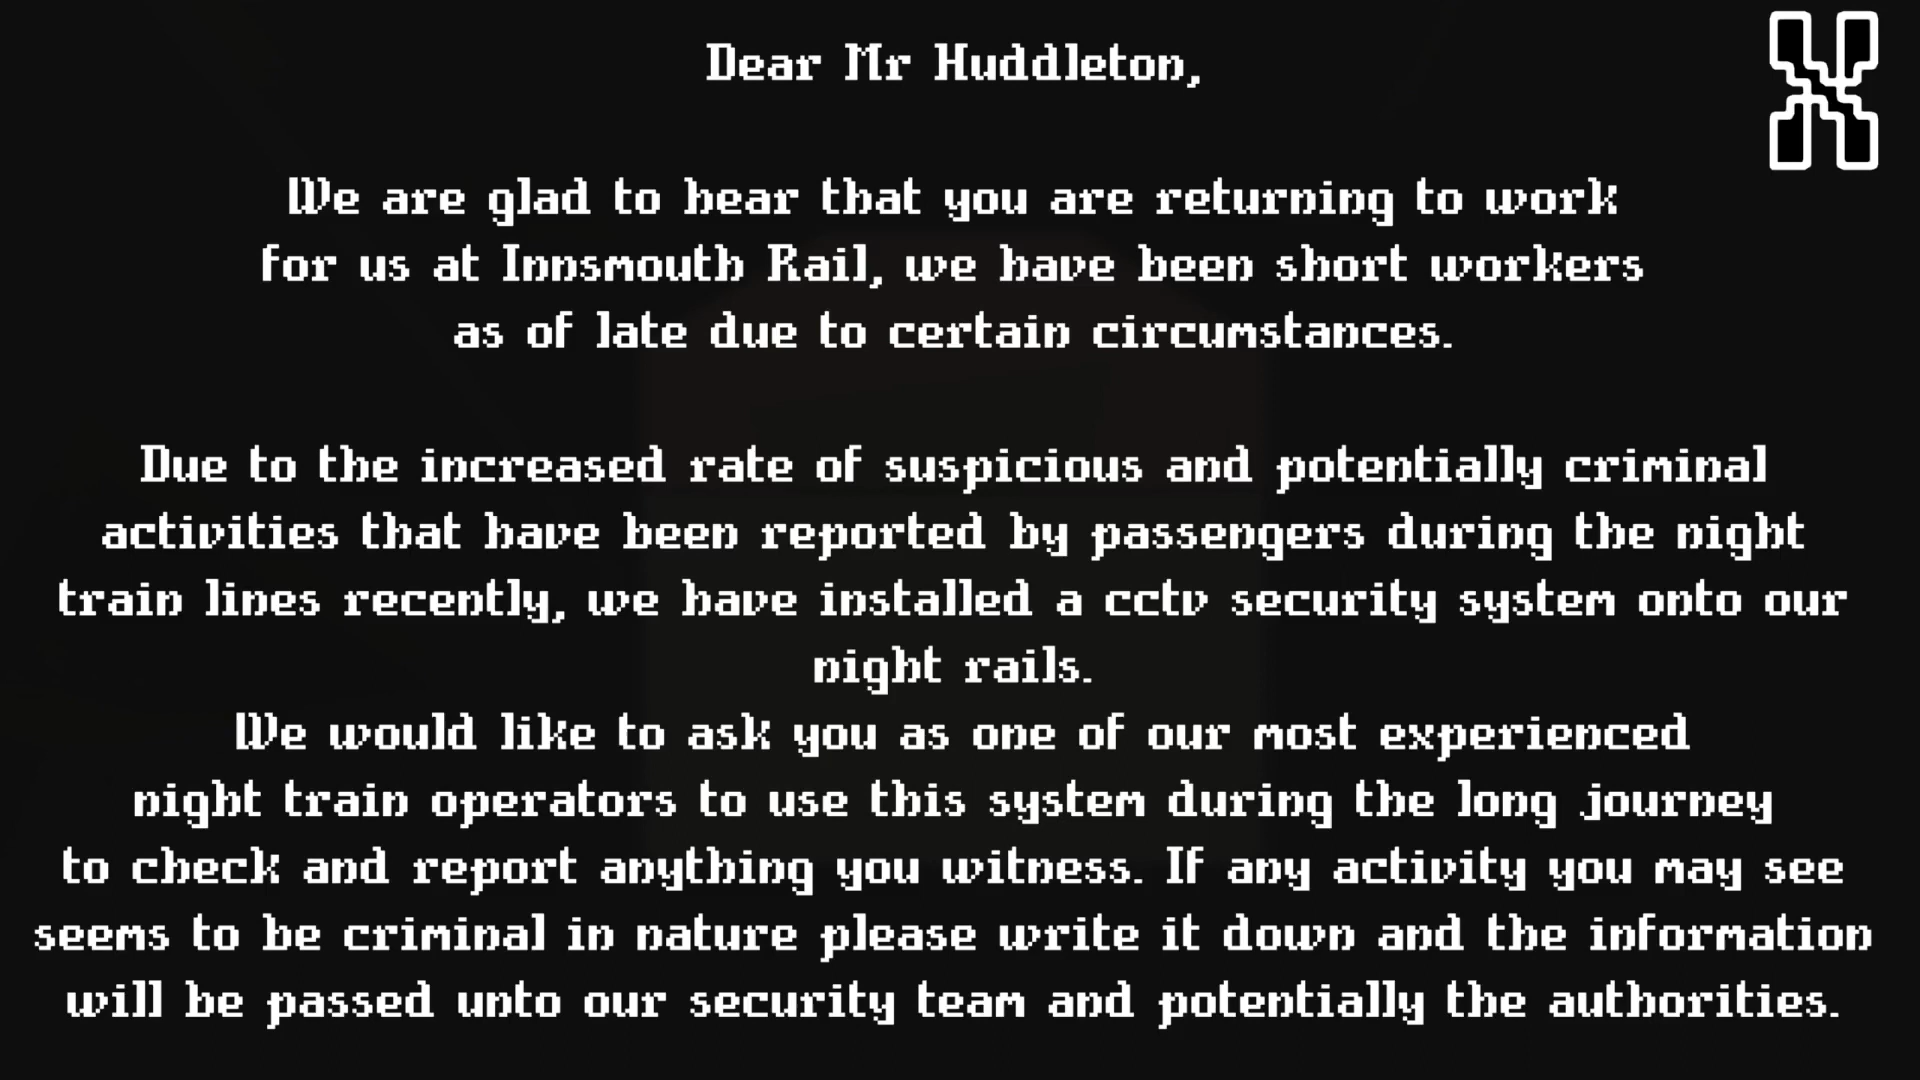 Dear Mr Huddleton,
We are glad to hear that you are returning to work
for us at Innsmouth Rail, we have been short workers
as of late due to certain circumstances.
Due to the increased rate of suspicious and potentially criminal
activities that have been reported by passengers during the night
train lines recently, we have installed a cctv security system onto our
night rails.
We would like to ask you as one of our most experienced
night train operators to use this system during the long journey
to check and report anything you witness. If any activity you may see
seems to be criminal in nature please write it down and the information
will be passed unto our security team and potentially the authorities.
X